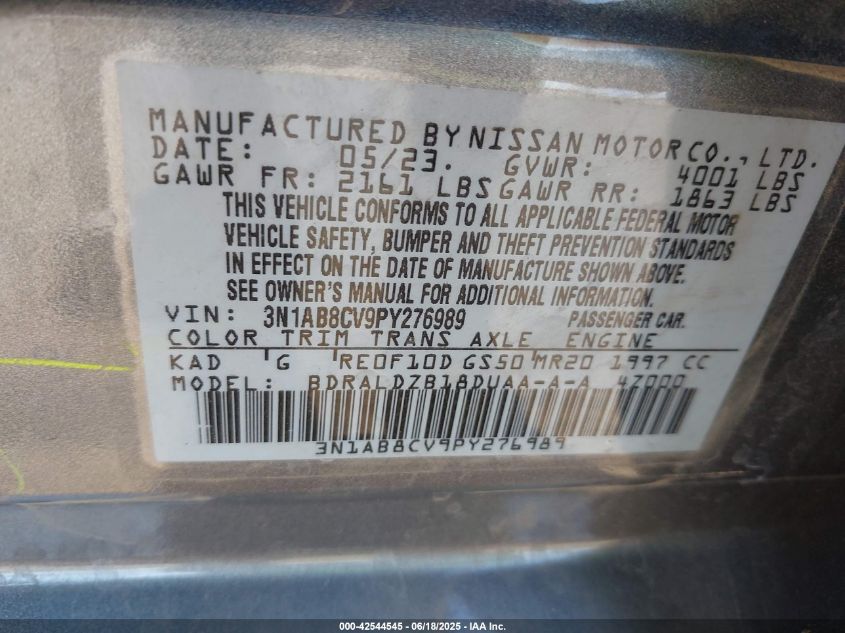 MANUFACTURED BY NISSAN MOTOR CO., LTD.
DATE: 05/23. GVWR: 4001 LBS
GAWR FR: 2161 LBS GAWR RR: 1863 LBS
THIS VEHICLE CONFORMS TO ALL APPLICABLE FEDERAL MOTOR
VEHICLE SAFETY, BUMPER AND THEFT PREVENTION STANDARDS
IN EFFECT ON THE DATE OF MANUFACTURE SHOWN ABOVE.
SEE OWNER'S MANUAL FOR ADDITIONAL INFORMATION.
VIN: 3N1AB8CV9PY276989 PASSENGER CAR.
COLOR TRIM TRANS AXLE ENGINE
KAD 'G 'RE0F10D GS50'MR20 1997 CC
MODEL: BDRALDZB18DUAA-A-A 4Z000
3N1AB8CV9PY276989
000-42544545 / 06/18/2025 - IAA Inc.